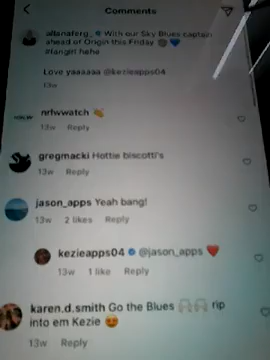 Comments
altanaferg_ With our Sky Blues captain
ahead of Origin this Friday
#fangirl hehe
Love yaaaaaa @kezieapps04
13w
nrlwwatch 👏
13w Reply
gregmacki Hottie biscotti's
13w Reply
jason_apps Yeah bang!
13w 2 likes Reply
kezieapps04 @jason_apps ❤️
13w 1 like Reply
karen.d.smith Go the Blues 🙌🙌 rip
into em Kezie 😍
13w Reply